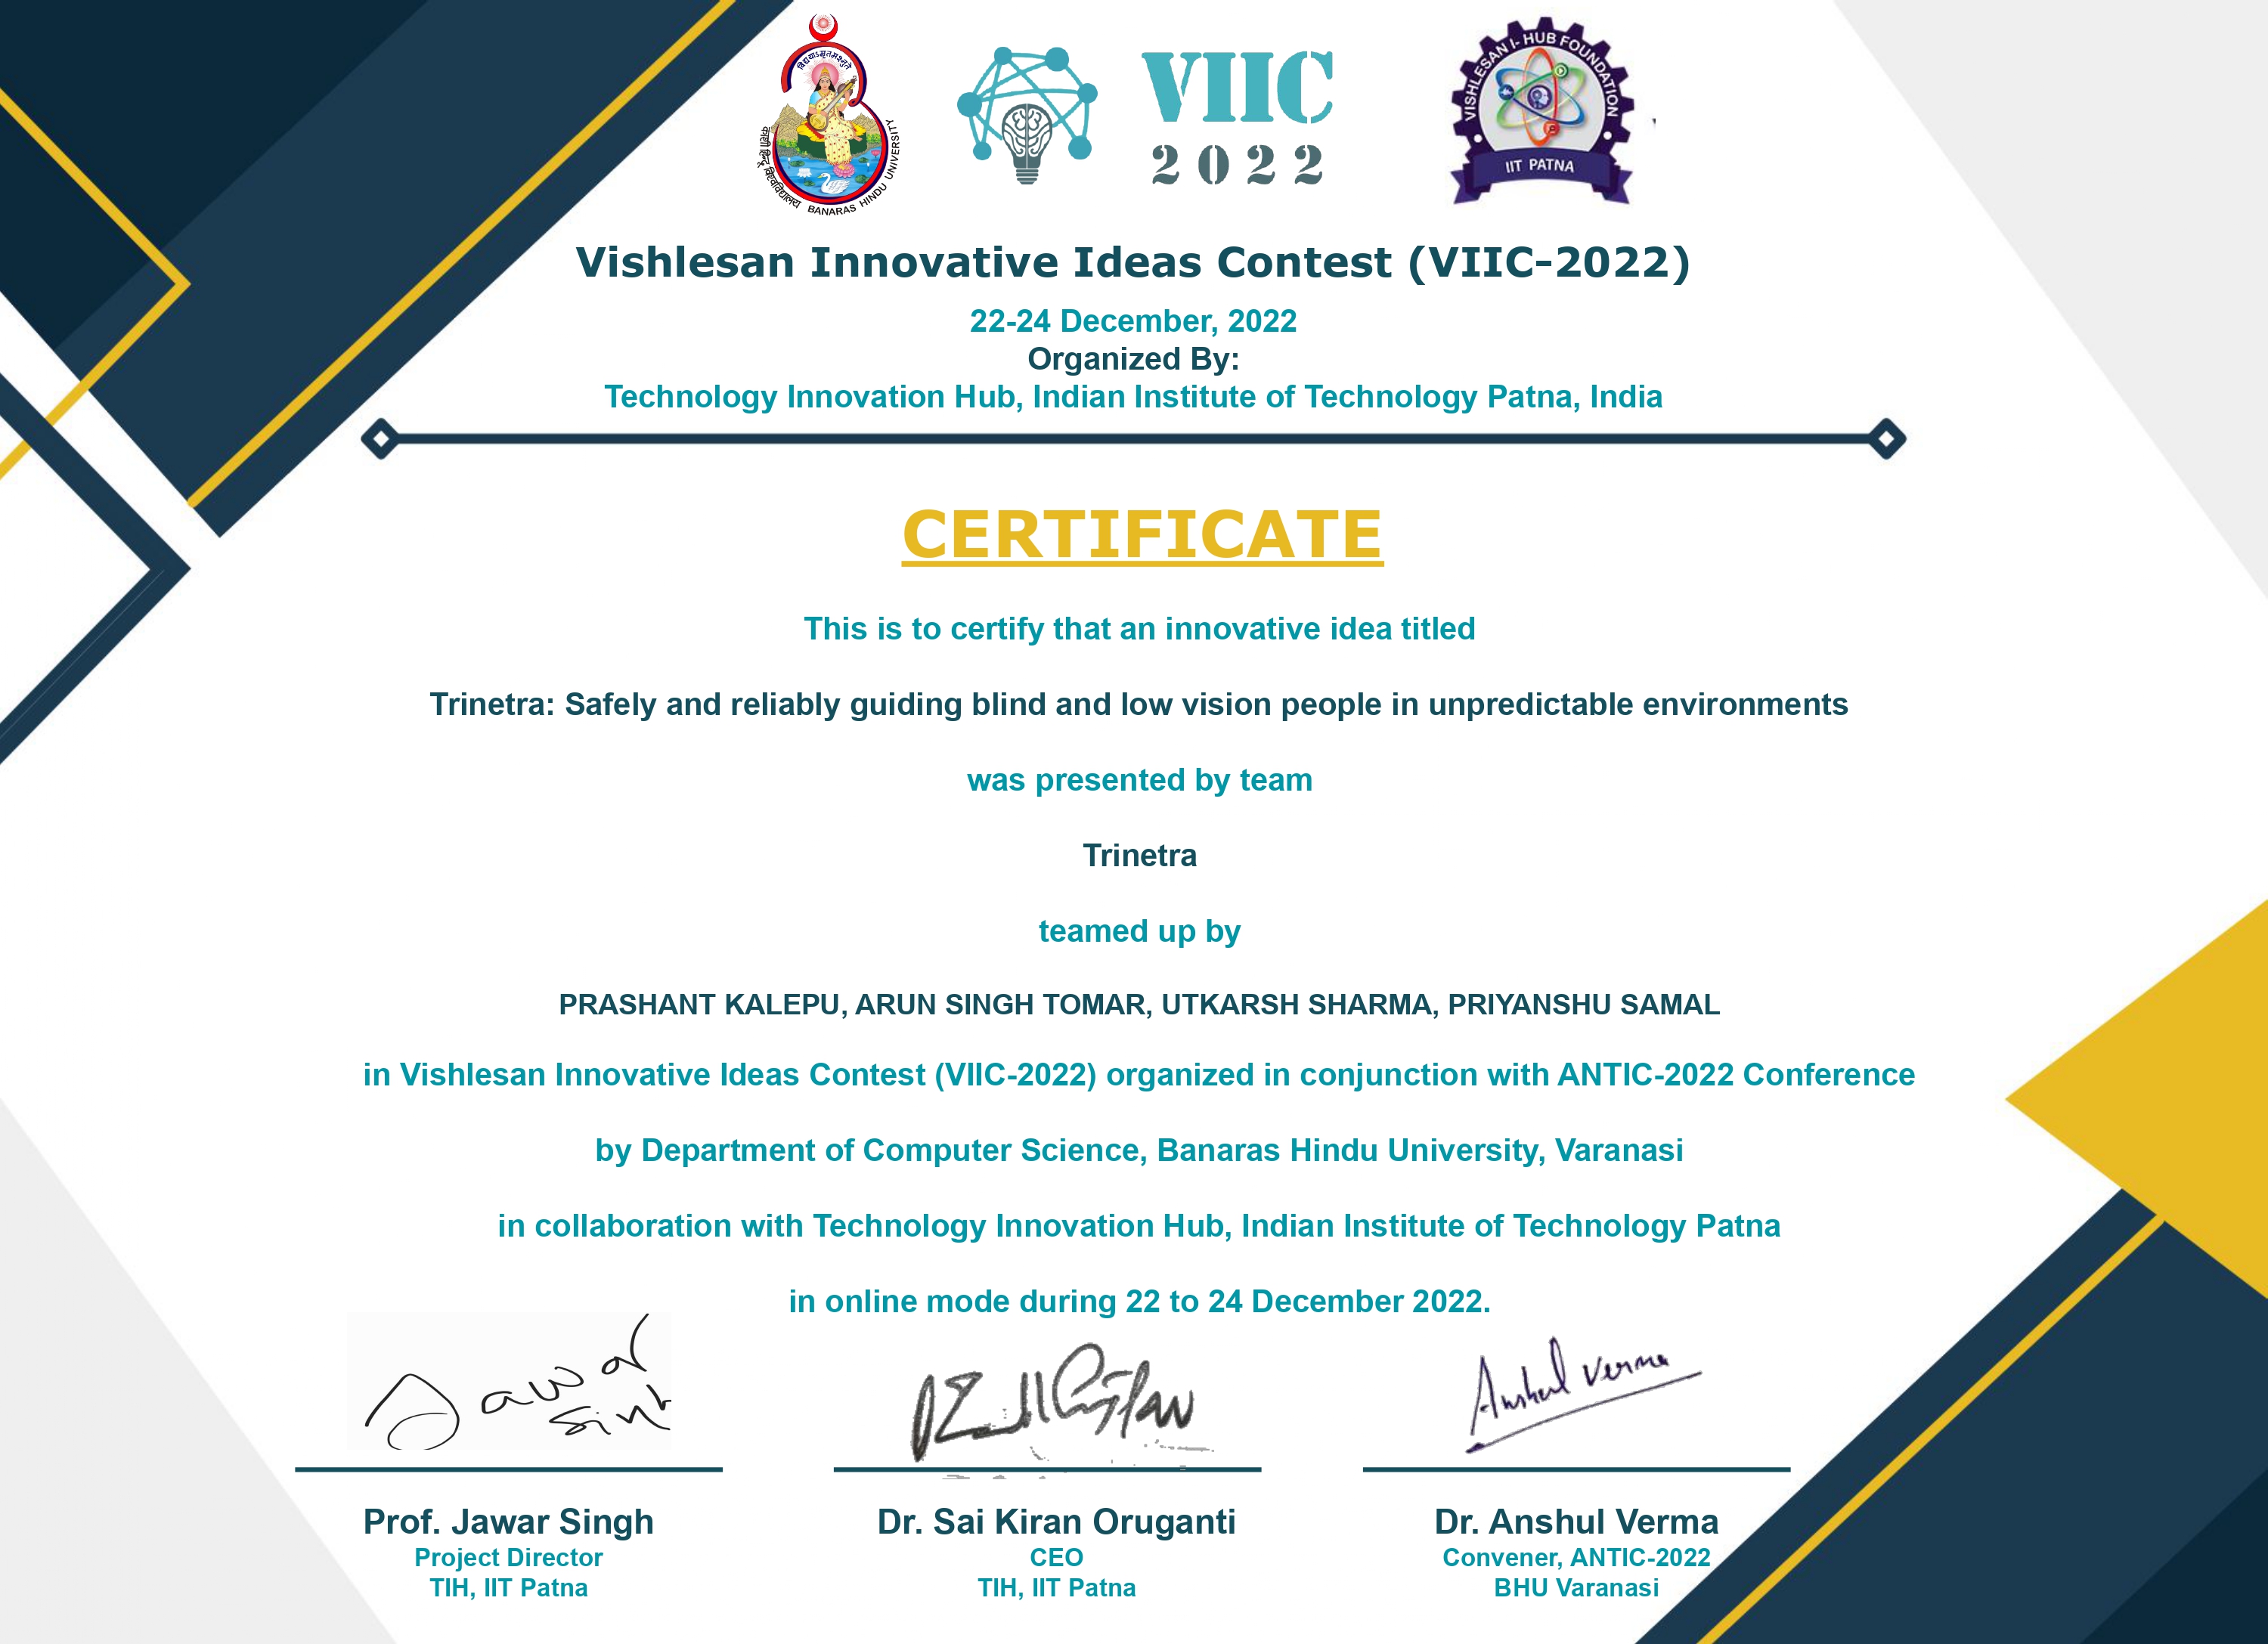 विद्ययाऽमृतमश्नुते
काशी हिन्दू विश्वविद्यालय BANARAS HINDU UNIVERSITY
VIIC
2022
VISHLESAN I-HUB FOUNDATION
IIT PATNA
Vishlesan Innovative Ideas Contest (VIIC-2022)
22-24 December, 2022
Organized By:
Technology Innovation Hub, Indian Institute of Technology Patna, India
CERTIFICATE
This is to certify that an innovative idea titled
Trinetra: Safely and reliably guiding blind and low vision people in unpredictable environments
was presented by team
Trinetra
teamed up by
PRASHANT KALEPU, ARUN SINGH TOMAR, UTKARSH SHARMA, PRIYANSHU SAMAL
in Vishlesan Innovative Ideas Contest (VIIC-2022) organized in conjunction with ANTIC-2022 Conference
by Department of Computer Science, Banaras Hindu University, Varanasi
in collaboration with Technology Innovation Hub, Indian Institute of Technology Patna
in online mode during 22 to 24 December 2022.
Jawar Singh
Anshul Verma
Prof. Jawar Singh
Project Director
TIH, IIT Patna
Dr. Sai Kiran Oruganti
CEO
TIH, IIT Patna
Dr. Anshul Verma
Convener, ANTIC-2022
BHU Varanasi